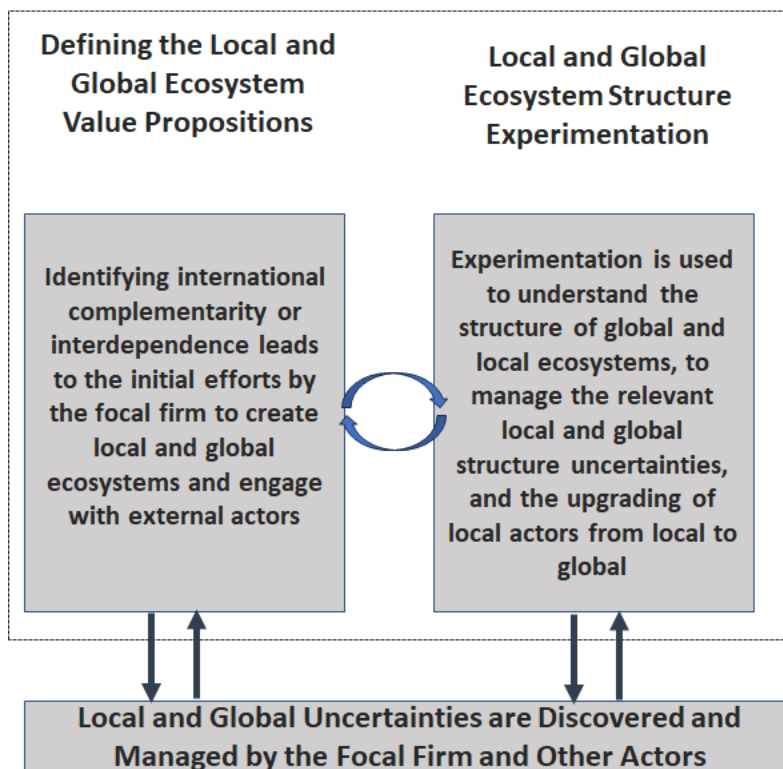 Defining the Local and
Global Ecosystem
Value Propositions
Local and Global
Ecosystem Structure
Experimentation
Identifying international
complementarity or
interdependence leads
to the initial efforts by
the focal firm to create
local and global
ecosystems and engage
with external actors
Experimentation is used
to understand the
structure of global and
local ecosystems, to
manage the relevant
local and global
structure uncertainties,
and the upgrading of
local actors from local to
global
Local and Global Uncertainties are Discovered and
Managed by the Focal Firm and Other Actors